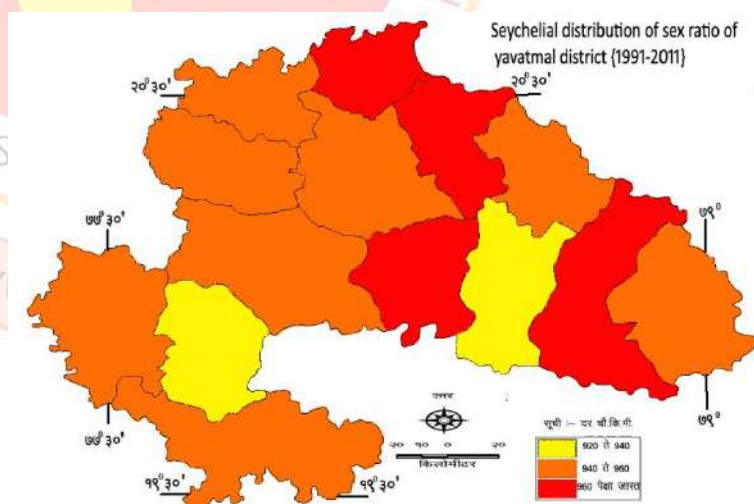 Seychelial distribution of sex ratio of
yavatmal district {1991-2011}
२०° ३०'
२०° ३०'
७७° ३०'
७९°
उत्तर
२० १० ० २०
किलोमीटर
सूची :- दर चौ.कि.मी.
920 ते 940
940 ते 960
960 पेक्षा जास्त
७७° ३०'
७९°
१९° ३०'
१९° ३०'